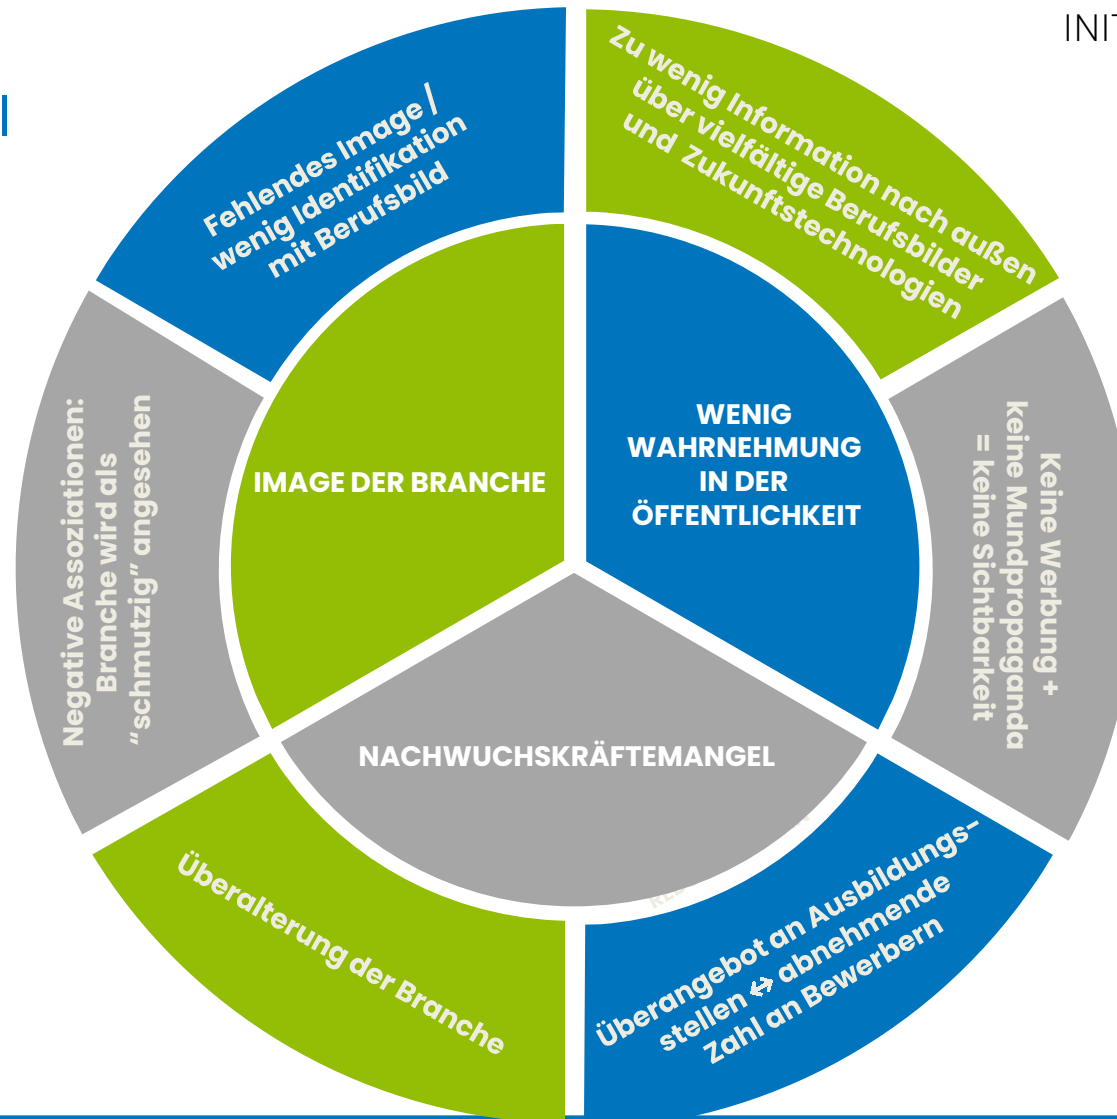 INIT
Fehlendes Image /
wenig Identifikation
mit Berufsbild
Zu wenig Information nach außen
über vielfältige Berufsbilder
und Zukunftstechnologien
Negative Assoziationen:
Branche wird als
“schmutzig” angesehen
IMAGE DER BRANCHE
WENIG
WAHRNEHMUNG
IN DER
ÖFFENTLICHKEIT
Keine Werbung +
keine Mundpropaganda
= keine Sichtbarkeit
NACHWUCHSKRÄFTEMANGEL
Überalterung der Branche
Überangebot an Ausbildungs-
stellen ⇔ abnehmende
Zahl an Bewerbern